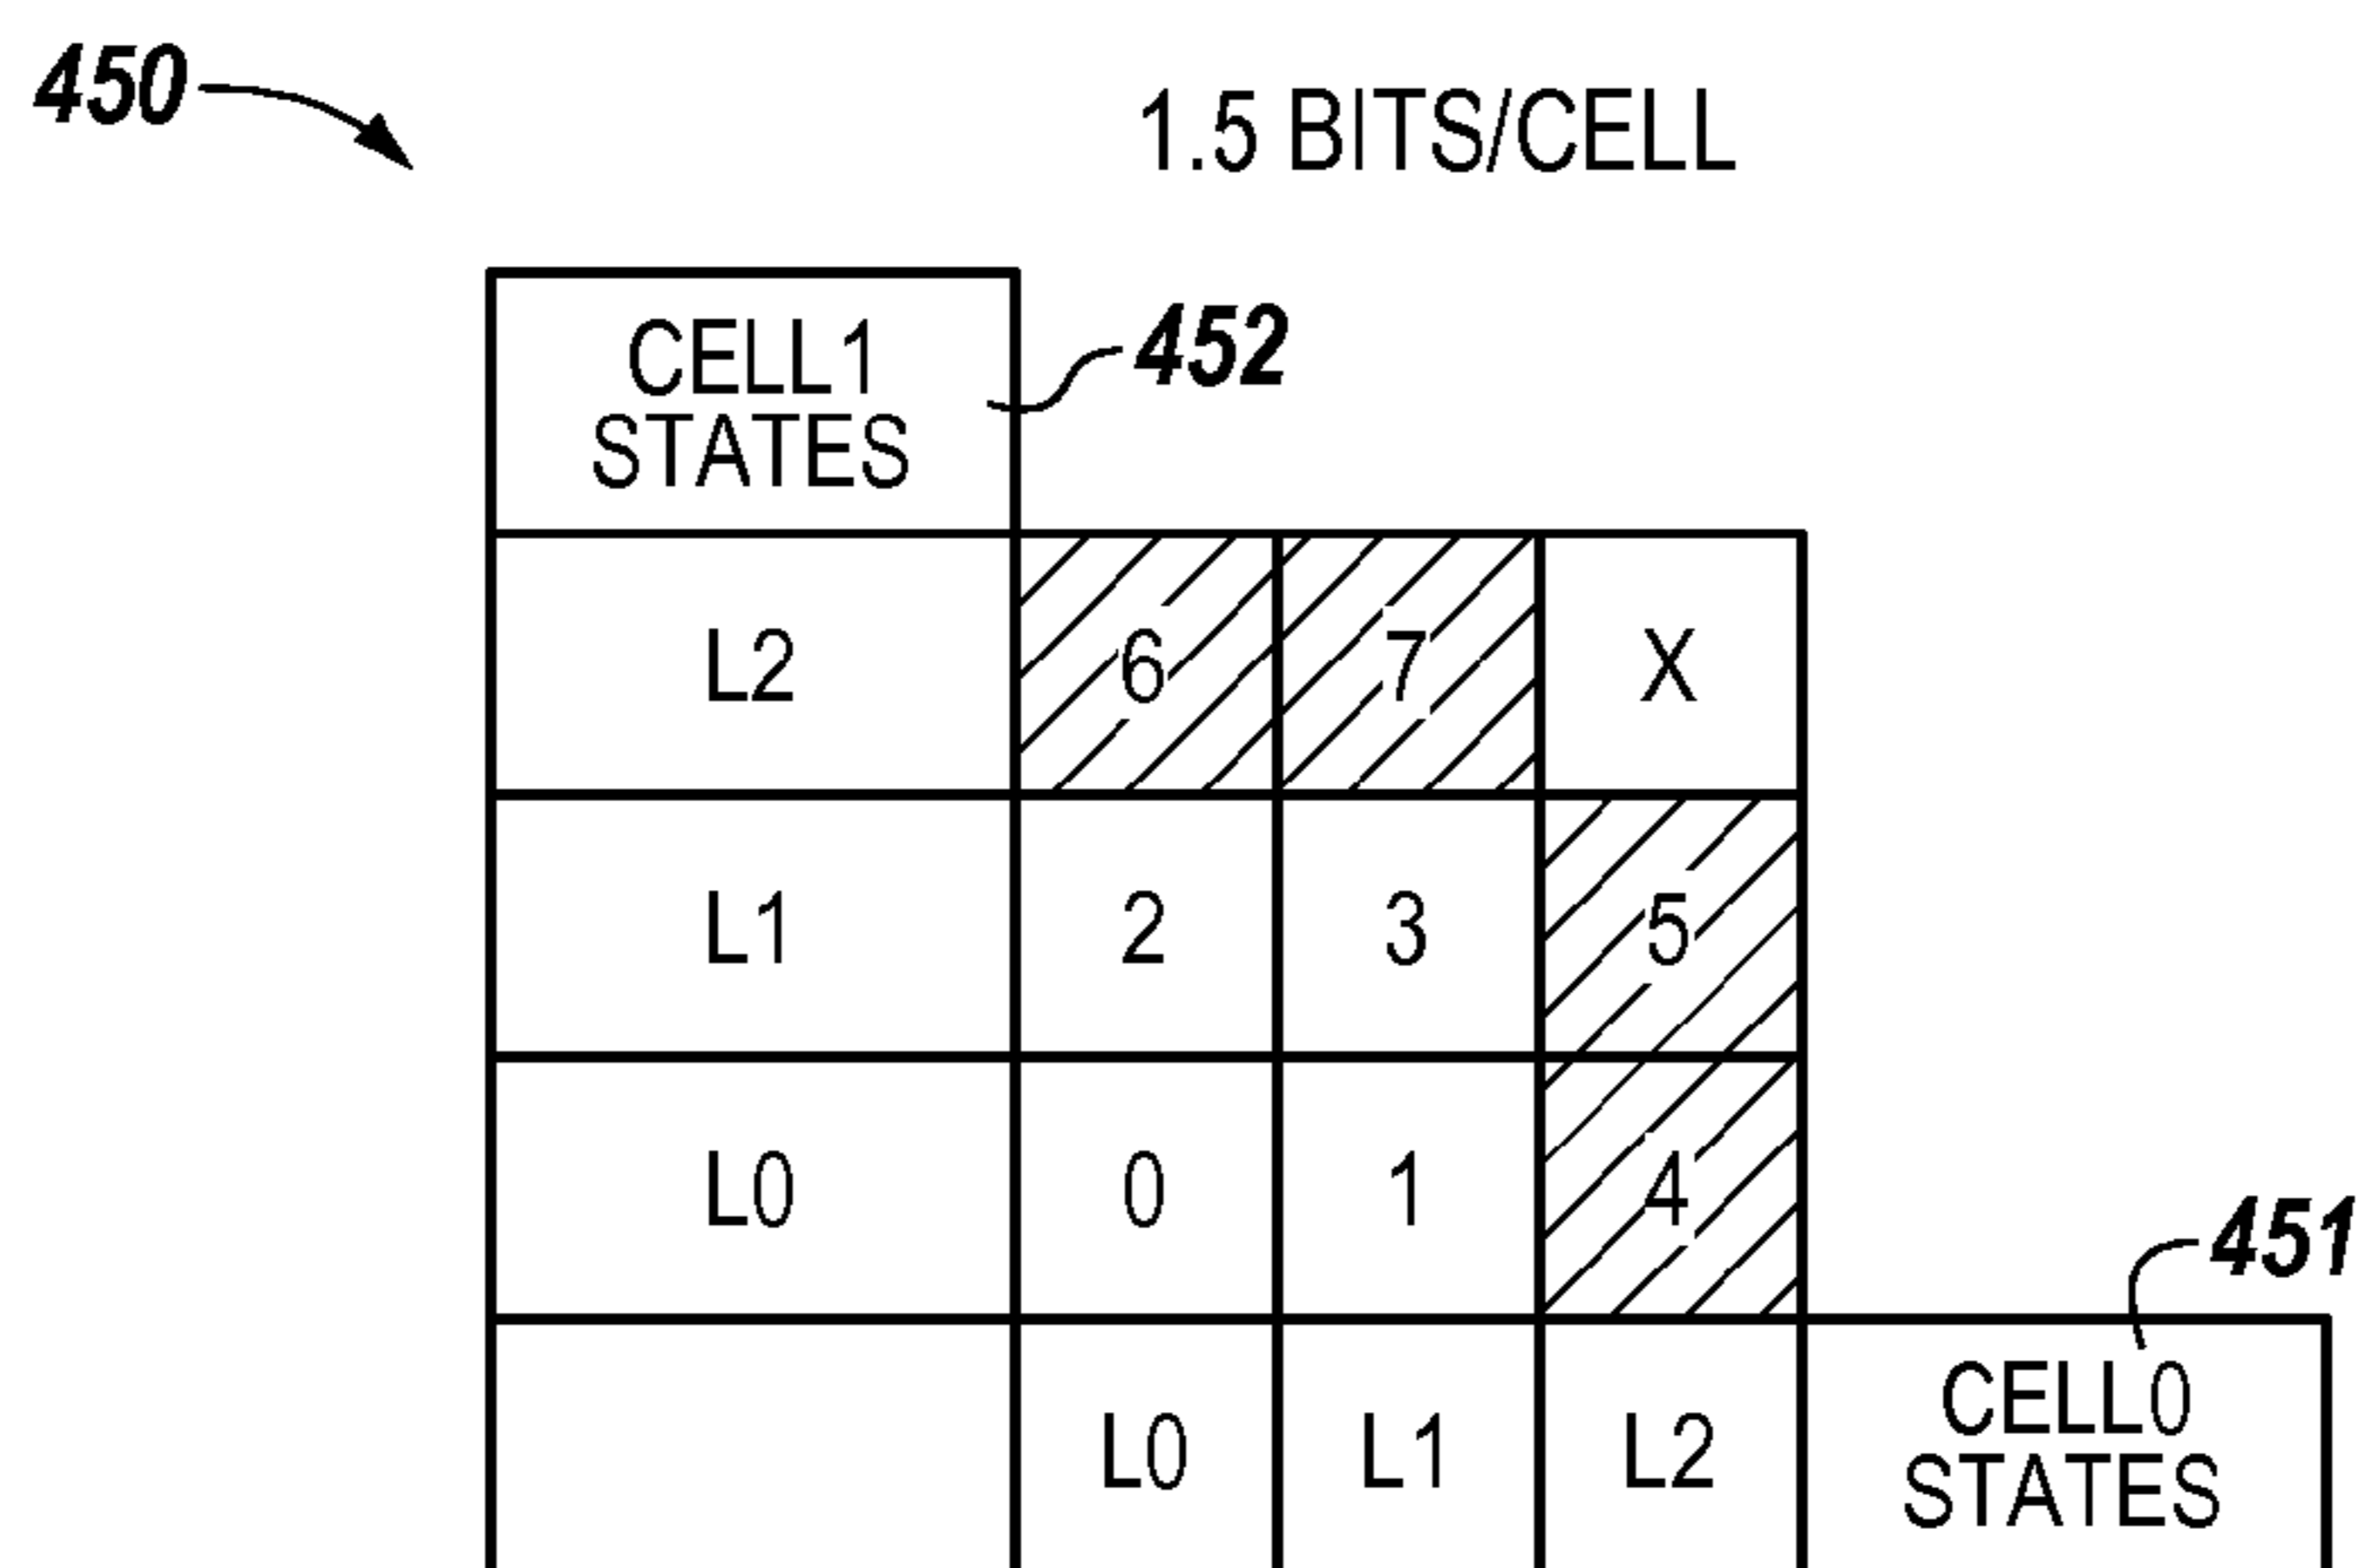 450
1.5 BITS/CELL
CELL1
STATES
452
L2 6 7 X
L1 2 3 5
L0 0 1 4
451
L0 L1 L2
CELL0
STATES